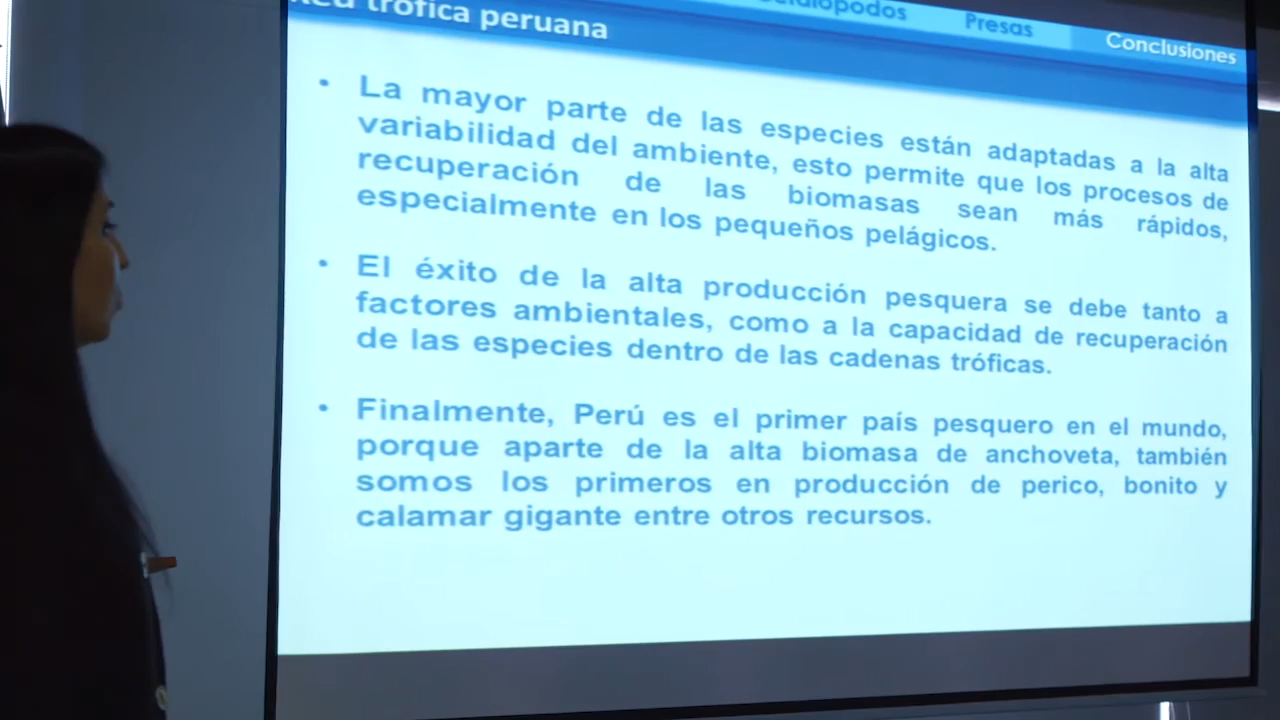 trófica peruana
Presas
Conclusiones
• La mayor parte de las especies están adaptadas a la alta
variabilidad del ambiente, esto permite que los procesos de
recuperación de las biomasas sean más rápidos,
especialmente en los pequeños pelágicos.
• El éxito de la alta producción pesquera se debe tanto a
factores ambientales, como a la capacidad de recuperación
de las especies dentro de las cadenas tróficas.
• Finalmente, Perú es el primer país pesquero en el mundo,
porque aparte de la alta biomasa de anchoveta, también
somos los primeros en producción de perico, bonito y
calamar gigante entre otros recursos.